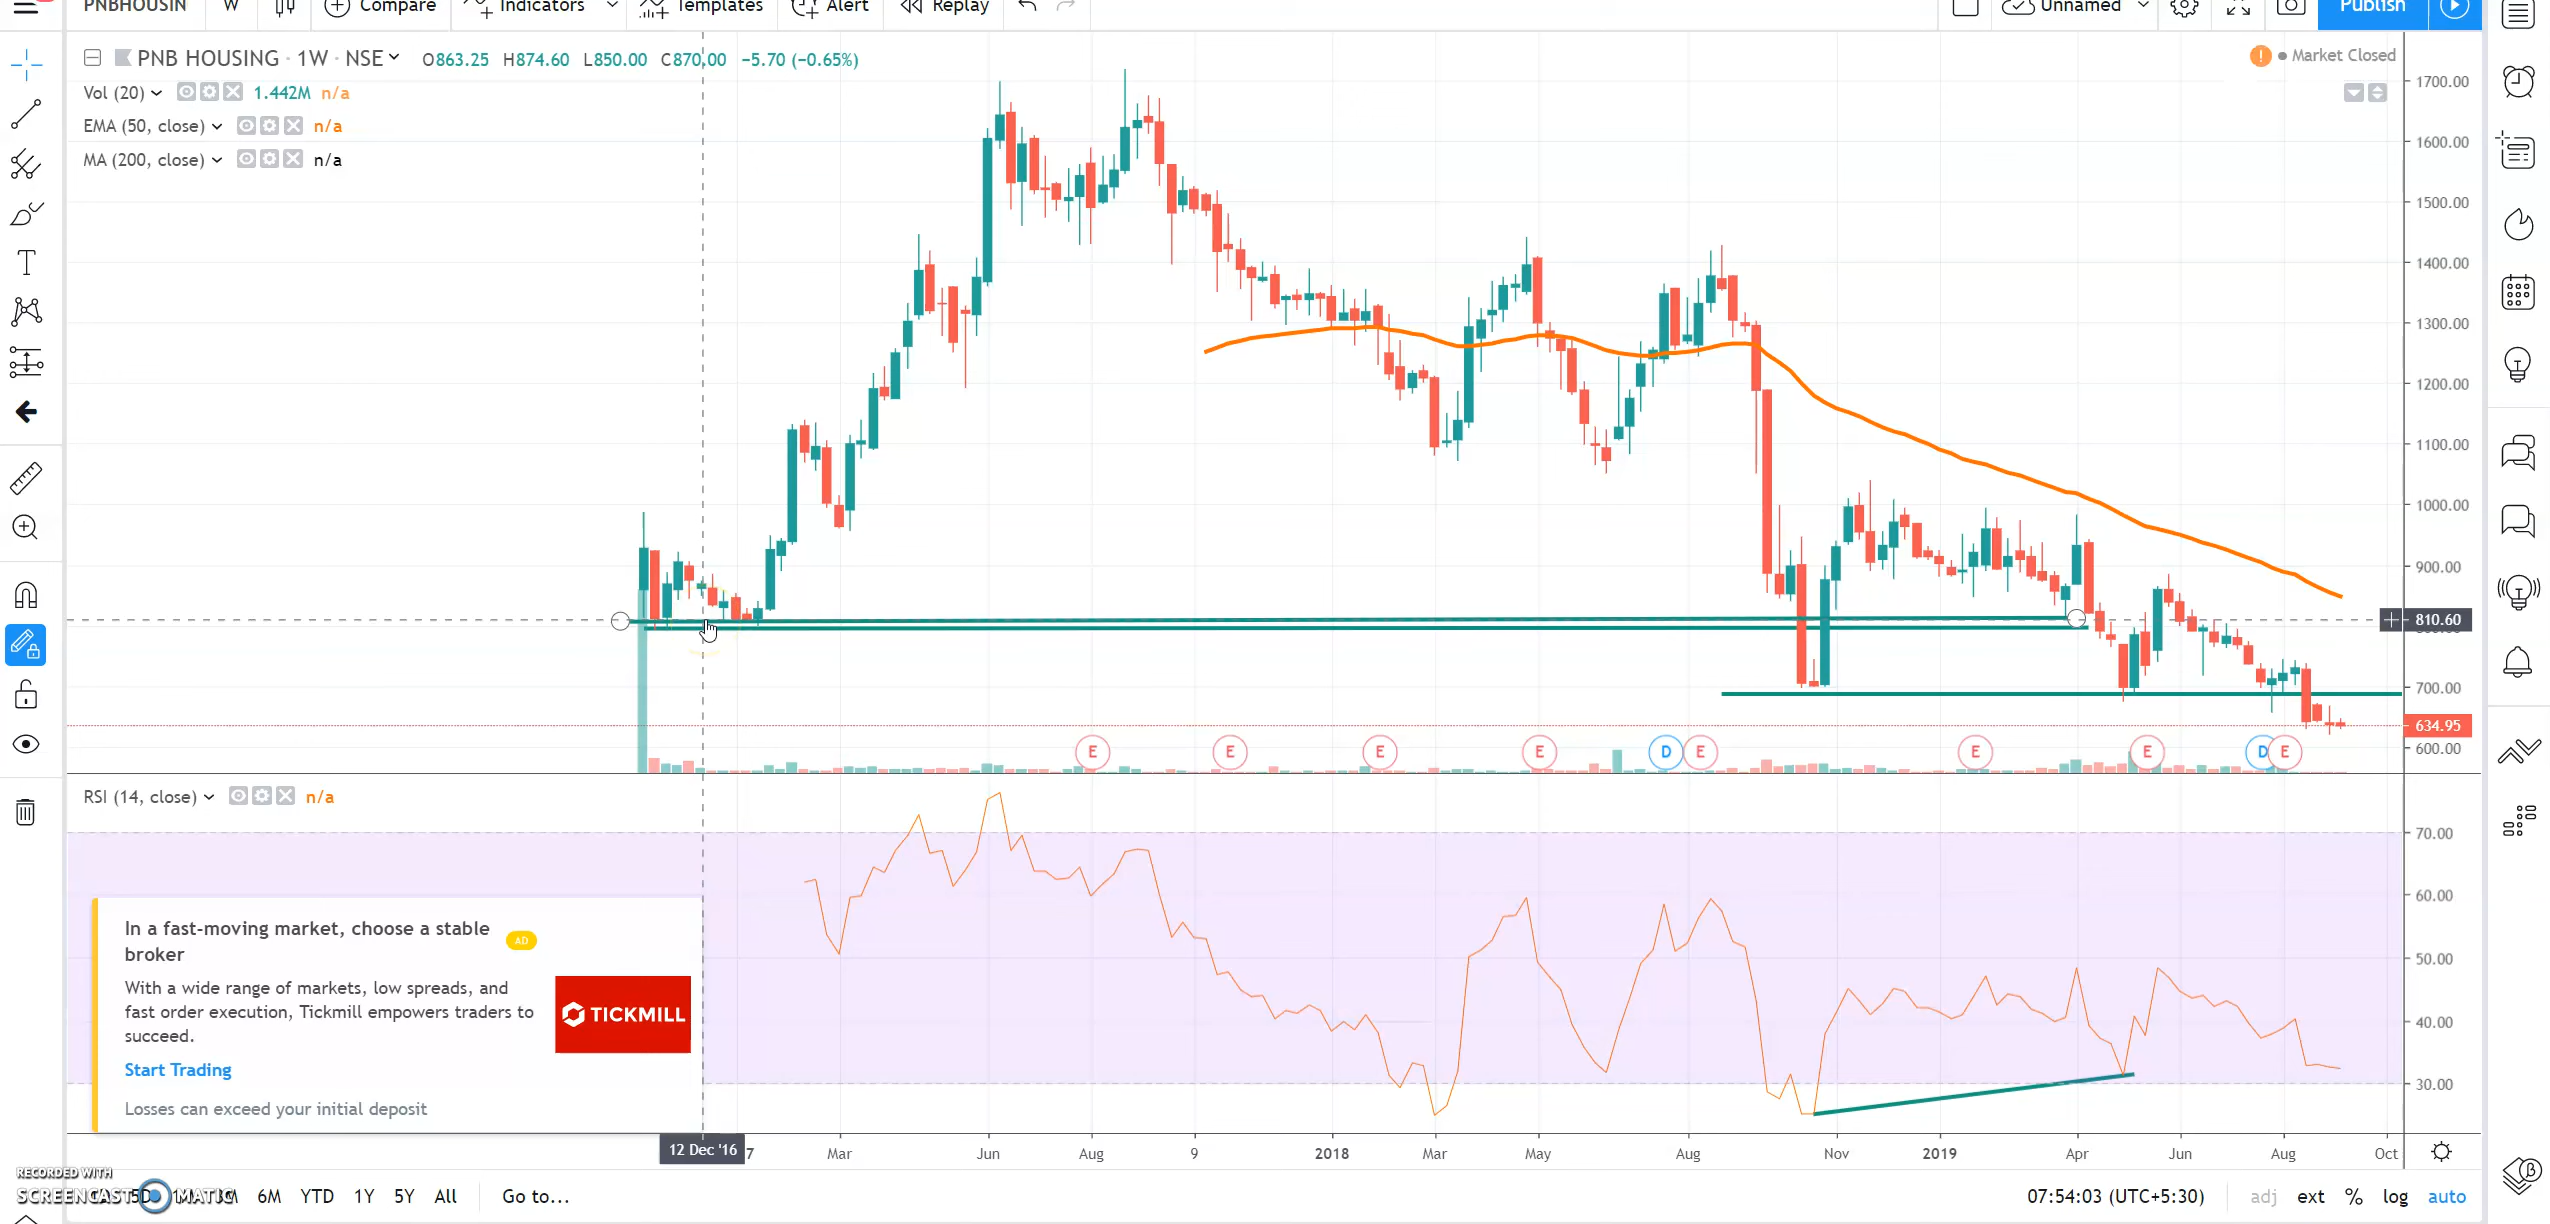 PNBHOUSIN W Compare Indicators Templates Alert Replay Unnamed Publish
PNB HOUSING · 1W · NSE O863.25 H874.60 L850.00 C870.00 −5.70 (−0.65%)
Market Closed
Vol (20) 1.442M n/a
EMA (50, close) n/a
MA (200, close) n/a
1700.00
1600.00
1500.00
1400.00
1300.00
1200.00
1100.00
1000.00
900.00
810.60
700.00
634.95
600.00
E E E E D E E E D E
RSI (14, close) n/a
70.00
60.00
50.00
40.00
30.00
In a fast-moving market, choose a stable
broker
AD
With a wide range of markets, low spreads, and
fast order execution, Tickmill empowers traders to
succeed.
TICKMILL
Start Trading
Losses can exceed your initial deposit
12 Dec '16 7 Mar Jun Aug 9 2018 Mar May Aug Nov 2019 Apr Jun Aug Oct
RECORDED WITH
SCREENCAST MATIC
5D 6M YTD 1Y 5Y All Go to... 07:54:03 (UTC+5:30) adj ext % log auto